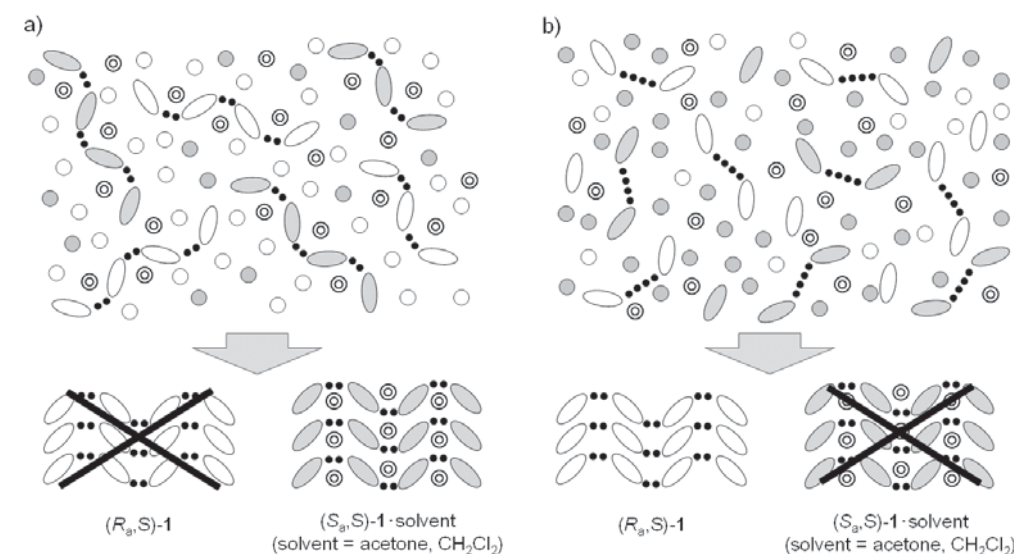 a)
b)
(Ra,S)-1
(Sa,S)-1·solvent
(solvent = acetone, CH2Cl2)
(Ra,S)-1
(Sa,S)-1·solvent
(solvent = acetone, CH2Cl2)